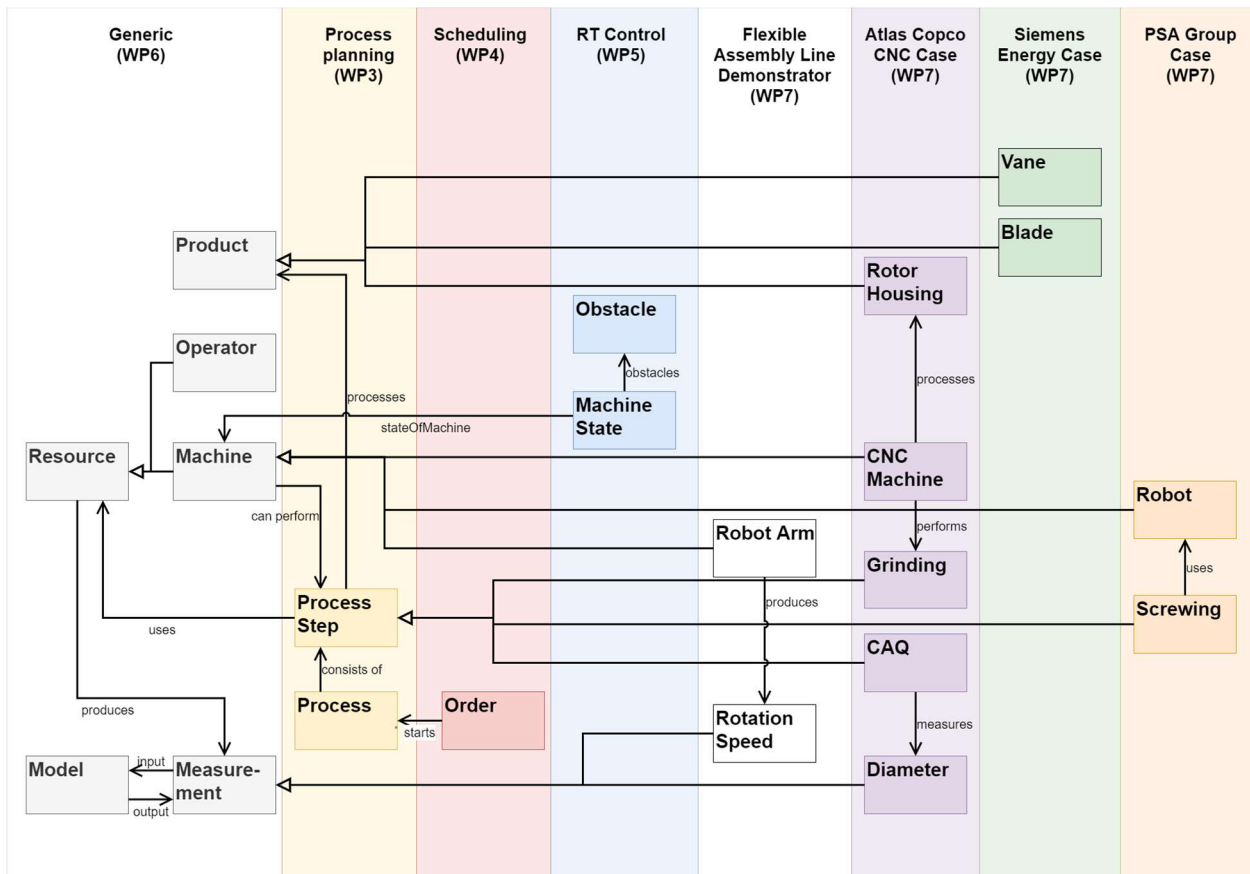 Generic
(WP6)
Process
planning
(WP3)
Scheduling
(WP4)
RT Control
(WP5)
Flexible
Assembly Line
Demonstrator
(WP7)
Atlas Copco
CNC Case
(WP7)
Siemens
Energy Case
(WP7)
PSA Group
Case
(WP7)
Vane
Blade
Product
Rotor
Housing
Obstacle
Operator
obstacles
processes
processes
Machine
State
stateOfMachine
Resource
Machine
CNC
Machine
Robot
can perform
performs
Robot Arm
Grinding
uses
produces
Process
Step
Screwing
uses
CAQ
consists of
produces
Process
Order
starts
Rotation
Speed
measures
Model
input
output
Measure-
ment
Diameter